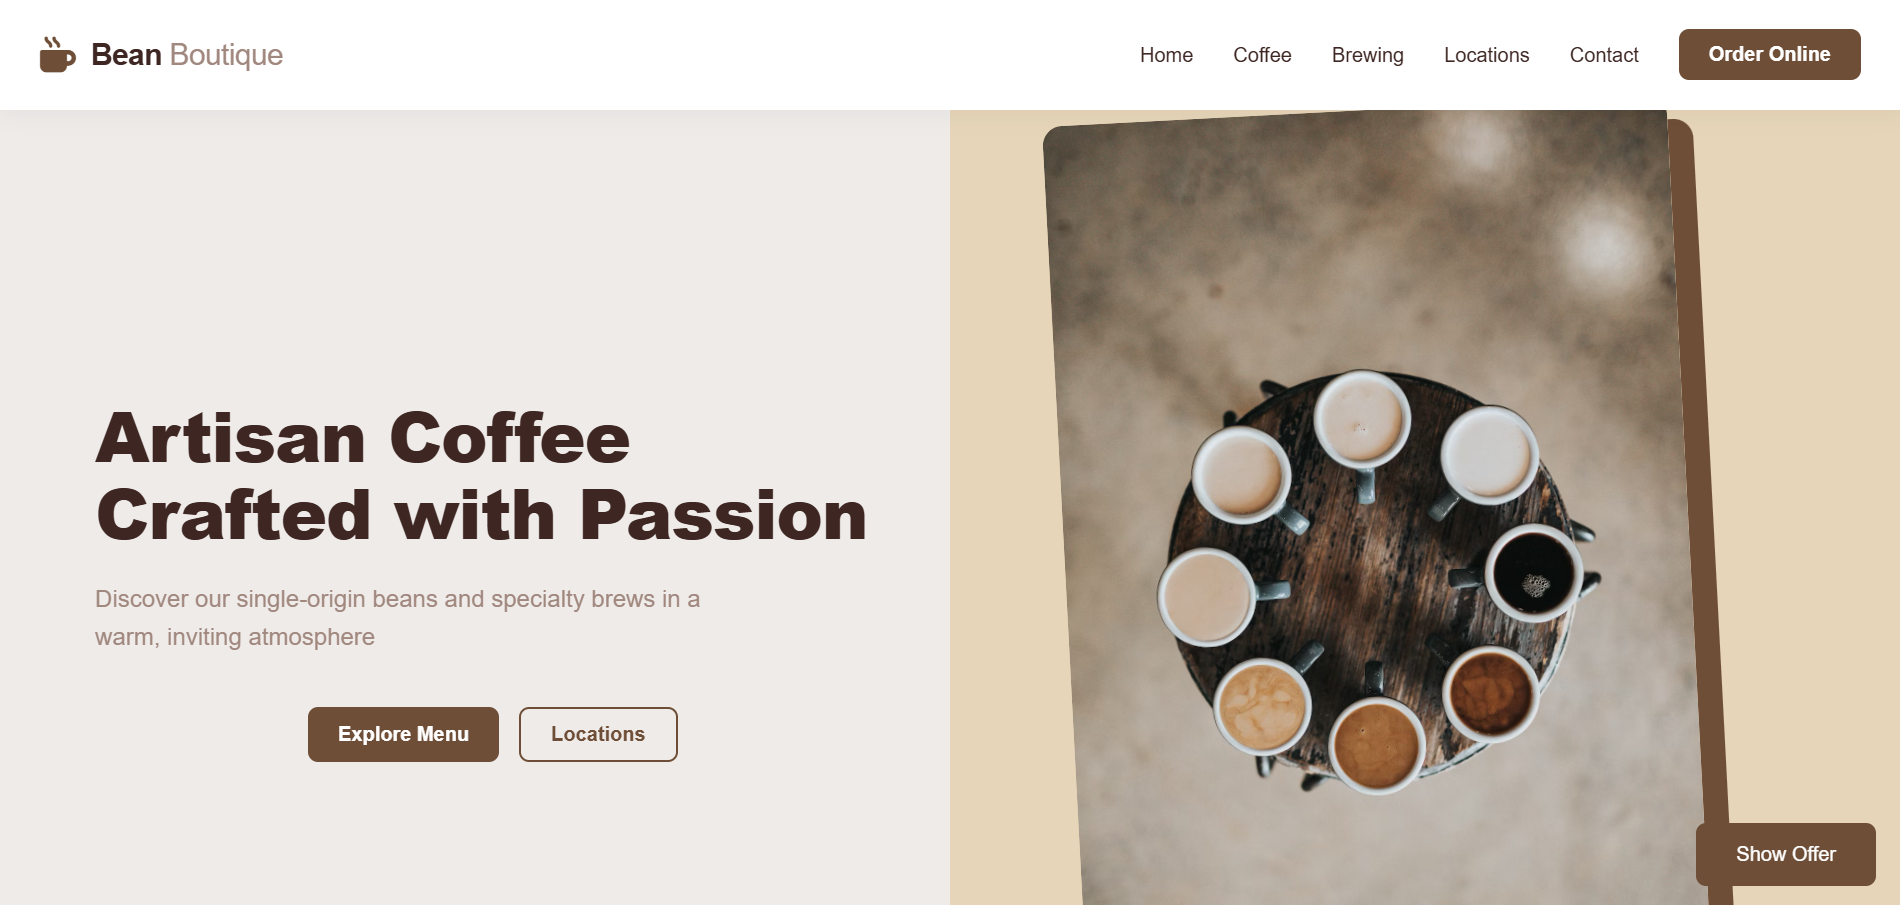 Bean Boutique
Home
Coffee
Brewing
Locations
Contact
Order Online
Artisan Coffee
Crafted with Passion
Discover our single-origin beans and specialty brews in a
warm, inviting atmosphere
Explore Menu
Locations
Show Offer